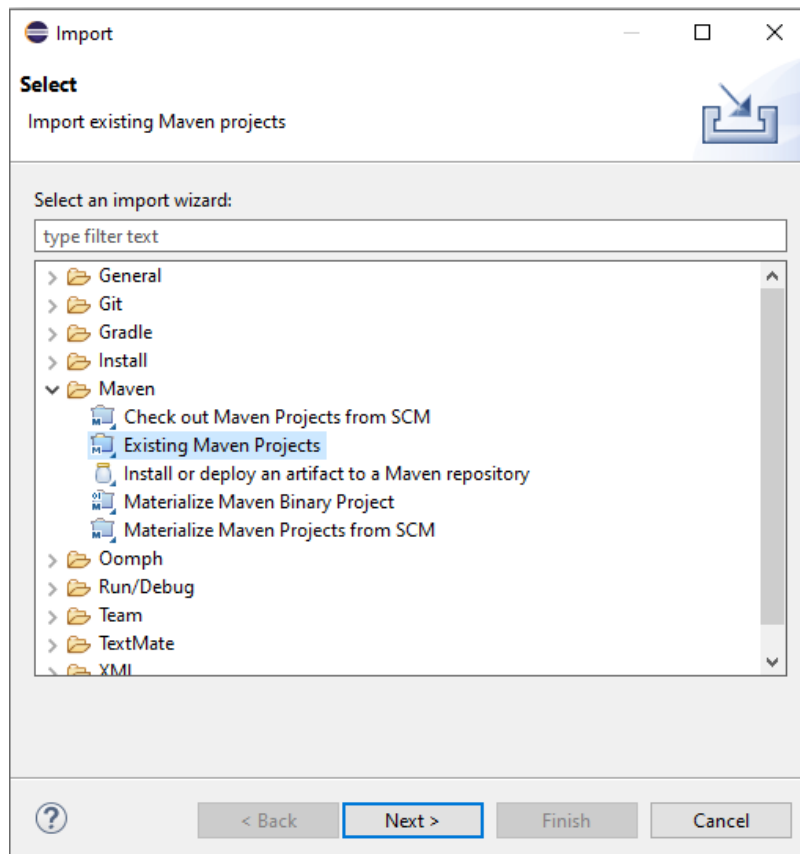 Import
Select
Import existing Maven projects
Select an import wizard:
type filter text
General
Git
Gradle
Install
Maven
Check out Maven Projects from SCM
Existing Maven Projects
Install or deploy an artifact to a Maven repository
Materialize Maven Binary Project
Materialize Maven Projects from SCM
Oomph
Run/Debug
Team
TextMate
XML
< Back Next > Finish Cancel